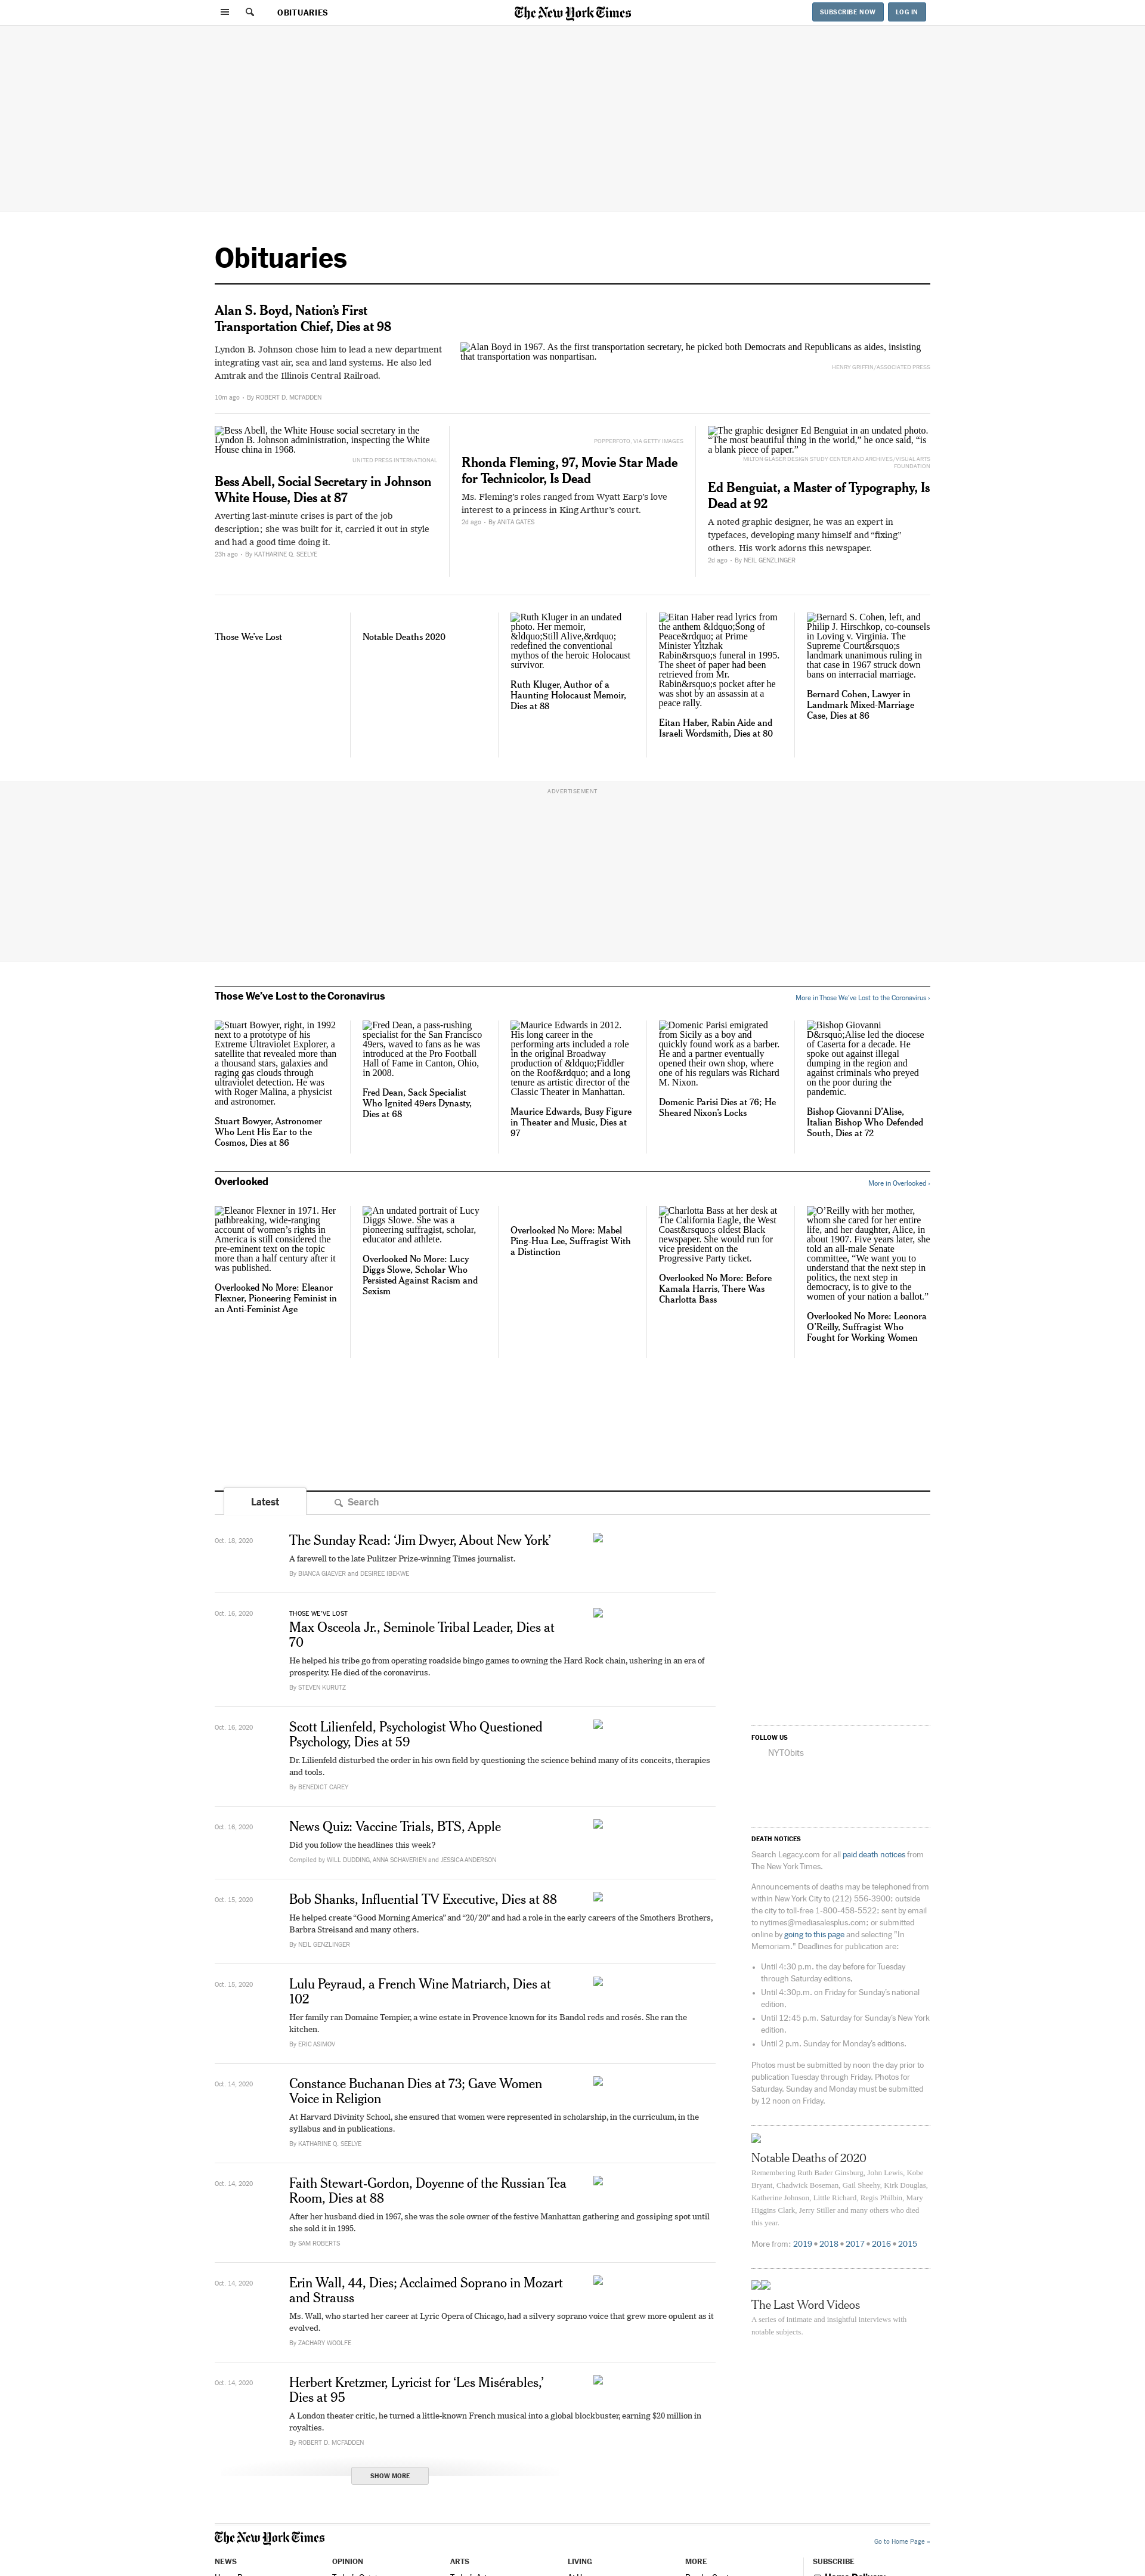 OBITUARIES
The New York Times
SUBSCRIBE NOW
LOG IN
Obituaries
Alan S. Boyd, Nation's First
Transportation Chief, Dies at 98
Lyndon B. Johnson chose him to lead a new department
integrating vast air, sea and land systems. He also led
Amtrak and the Illinois Central Railroad.
10m ago • By ROBERT D. MCFADDEN
Alan Boyd in 1967. As the first transportation secretary, he picked both Democrats and Republicans as aides, insisting
that transportation was nonpartisan.
HENRY GRIFFIN/ASSOCIATED PRESS
Bess Abell, the White House social secretary in the
Lyndon B. Johnson administration, inspecting the White
House china in 1968.
UNITED PRESS INTERNATIONAL
Bess Abell, Social Secretary in Johnson
White House, Dies at 87
Averting last-minute crises is part of the job
description; she was built for it, carried it out in style
and had a good time doing it.
23h ago • By KATHARINE Q. SEELYE
POPPERFOTO, VIA GETTY IMAGES
Rhonda Fleming, 97, Movie Star Made
for Technicolor, Is Dead
Ms. Fleming's roles ranged from Wyatt Earp's love
interest to a princess in King Arthur's court.
2d ago • By ANITA GATES
The graphic designer Ed Benguiat in an undated photo.
“The most beautiful thing in the world,” he once said, “is
a blank piece of paper.”
MILTON GLASER DESIGN STUDY CENTER AND ARCHIVES/VISUAL ARTS
FOUNDATION
Ed Benguiat, a Master of Typography, Is
Dead at 92
A noted graphic designer, he was an expert in
typefaces, developing many himself and “fixing”
others. His work adorns this newspaper.
2d ago • By NEIL GENZLINGER
Those We've Lost
Notable Deaths 2020
Ruth Kluger in an undated
photo. Her memoir,
&ldquo;Still Alive,&rdquo;
redefined the conventional
mythos of the heroic Holocaust
survivor.
Ruth Kluger, Author of a
Haunting Holocaust Memoir,
Dies at 88
Eitan Haber read lyrics from
the anthem &ldquo;Song of
Peace&rdquo; at Prime
Minister Yitzhak
Rabin&rsquo;s funeral in 1995.
The sheet of paper had been
retrieved from Mr.
Rabin&rsquo;s pocket after he
was shot by an assassin at a
peace rally.
Eitan Haber, Rabin Aide and
Israeli Wordsmith, Dies at 80
Bernard S. Cohen, left, and
Philip J. Hirschkop, co-counsels
in Loving v. Virginia. The
Supreme Court&rsquo;s
landmark unanimous ruling in
that case in 1967 struck down
bans on interracial marriage.
Bernard Cohen, Lawyer in
Landmark Mixed-Marriage
Case, Dies at 86
ADVERTISEMENT
Those We've Lost to the Coronavirus
More in Those We've Lost to the Coronavirus ›
Stuart Bowyer, right, in 1992
next to a prototype of his
Extreme Ultraviolet Explorer, a
satellite that revealed more than
a thousand stars, galaxies and
raging gas clouds through
ultraviolet detection. He was
with Roger Malina, a physicist
and astronomer.
Stuart Bowyer, Astronomer
Who Lent His Ear to the
Cosmos, Dies at 86
Fred Dean, a pass-rushing
specialist for the San Francisco
49ers, waved to fans as he was
introduced at the Pro Football
Hall of Fame in Canton, Ohio,
in 2008.
Fred Dean, Sack Specialist
Who Ignited 49ers Dynasty,
Dies at 68
Maurice Edwards in 2012.
His long career in the
performing arts included a role
in the original Broadway
production of &ldquo;Fiddler
on the Roof&rdquo; and a long
tenure as artistic director of the
Classic Theater in Manhattan.
Maurice Edwards, Busy Figure
in Theater and Music, Dies at
97
Domenic Parisi emigrated
from Sicily as a boy and
quickly found work as a barber.
He and a partner eventually
opened their own shop, where
one of his regulars was Richard
M. Nixon.
Domenic Parisi Dies at 76; He
Sheared Nixon's Locks
Bishop Giovanni
D&rsquo;Alise led the diocese
of Caserta for a decade. He
spoke out against illegal
dumping in the region and
against criminals who preyed
on the poor during the
pandemic.
Bishop Giovanni D'Alise,
Italian Bishop Who Defended
South, Dies at 72
Overlooked
More in Overlooked ›
Eleanor Flexner in 1971. Her
pathbreaking, wide-ranging
account of women's rights in
America is still considered the
pre-eminent text on the topic
more than a half century after it
was published.
Overlooked No More: Eleanor
Flexner, Pioneering Feminist in
an Anti-Feminist Age
An undated portrait of Lucy
Diggs Slowe. She was a
pioneering suffragist, scholar,
educator and athlete.
Overlooked No More: Lucy
Diggs Slowe, Scholar Who
Persisted Against Racism and
Sexism
Overlooked No More: Mabel
Ping-Hua Lee, Suffragist With
a Distinction
Charlotta Bass at her desk at
The California Eagle, the West
Coast&rsquo;s oldest Black
newspaper. She would run for
vice president on the
Progressive Party ticket.
Overlooked No More: Before
Kamala Harris, There Was
Charlotta Bass
O'Reilly with her mother,
whom she cared for her entire
life, and her daughter, Alice, in
about 1907. Five years later, she
told an all-male Senate
committee, “We want you to
understand that the next step in
politics, the next step in
democracy, is to give to the
women of your nation a ballot.”
Overlooked No More: Leonora
O'Reilly, Suffragist Who
Fought for Working Women
Latest
Search
Oct. 18, 2020
The Sunday Read: ‘Jim Dwyer, About New York’
A farewell to the late Pulitzer Prize-winning Times journalist.
By BIANCA GIAEVER and DESIREE IBEKWE
Oct. 16, 2020
THOSE WE'VE LOST
Max Osceola Jr., Seminole Tribal Leader, Dies at
70
He helped his tribe go from operating roadside bingo games to owning the Hard Rock chain, ushering in an era of
prosperity. He died of the coronavirus.
By STEVEN KURUTZ
Oct. 16, 2020
Scott Lilienfeld, Psychologist Who Questioned
Psychology, Dies at 59
Dr. Lilienfeld disturbed the order in his own field by questioning the science behind many of its conceits, therapies
and tools.
By BENEDICT CAREY
Oct. 16, 2020
News Quiz: Vaccine Trials, BTS, Apple
Did you follow the headlines this week?
Compiled by WILL DUDDING, ANNA SCHAVERIEN and JESSICA ANDERSON
Oct. 15, 2020
Bob Shanks, Influential TV Executive, Dies at 88
He helped create “Good Morning America” and “20/20” and had a role in the early careers of the Smothers Brothers,
Barbra Streisand and many others.
By NEIL GENZLINGER
Oct. 15, 2020
Lulu Peyraud, a French Wine Matriarch, Dies at
102
Her family ran Domaine Tempier, a wine estate in Provence known for its Bandol reds and rosés. She ran the
kitchen.
By ERIC ASIMOV
Oct. 14, 2020
Constance Buchanan Dies at 73; Gave Women
Voice in Religion
At Harvard Divinity School, she ensured that women were represented in scholarship, in the curriculum, in the
syllabus and in publications.
By KATHARINE Q. SEELYE
Oct. 14, 2020
Faith Stewart-Gordon, Doyenne of the Russian Tea
Room, Dies at 88
After her husband died in 1967, she was the sole owner of the festive Manhattan gathering and gossiping spot until
she sold it in 1995.
By SAM ROBERTS
Oct. 14, 2020
Erin Wall, 44, Dies; Acclaimed Soprano in Mozart
and Strauss
Ms. Wall, who started her career at Lyric Opera of Chicago, had a silvery soprano voice that grew more opulent as it
evolved.
By ZACHARY WOOLFE
Oct. 14, 2020
Herbert Kretzmer, Lyricist for ‘Les Misérables,’
Dies at 95
A London theater critic, he turned a little-known French musical into a global blockbuster, earning $20 million in
royalties.
By ROBERT D. MCFADDEN
SHOW MORE
FOLLOW US
NYTObits
DEATH NOTICES
Search Legacy.com for all paid death notices from
The New York Times.
Announcements of deaths may be telephoned from
within New York City to (212) 556-3900; outside
the city to toll-free 1-800-458-5522; sent by email
to nytimes@mediasalesplus.com; or submitted
online by going to this page and selecting "In
Memoriam." Deadlines for publication are:
• Until 4:30 p.m. the day before for Tuesday
through Saturday editions.
• Until 4:30p.m. on Friday for Sunday's national
edition.
• Until 12:45 p.m. Saturday for Sunday's New York
edition.
• Until 2 p.m. Sunday for Monday's editions.
Photos must be submitted by noon the day prior to
publication Tuesday through Friday. Photos for
Saturday, Sunday and Monday must be submitted
by 12 noon on Friday.
Notable Deaths of 2020
Remembering Ruth Bader Ginsburg, John Lewis, Kobe
Bryant, Chadwick Boseman, Gail Sheehy, Kirk Douglas,
Katherine Johnson, Little Richard, Regis Philbin, Mary
Higgins Clark, Jerry Stiller and many others who died
this year.
More from: 2019 • 2018 • 2017 • 2016 • 2015
The Last Word Videos
A series of intimate and insightful interviews with
notable subjects.
The New York Times
Go to Home Page »
NEWS
OPINION
ARTS
LIVING
MORE
SUBSCRIBE